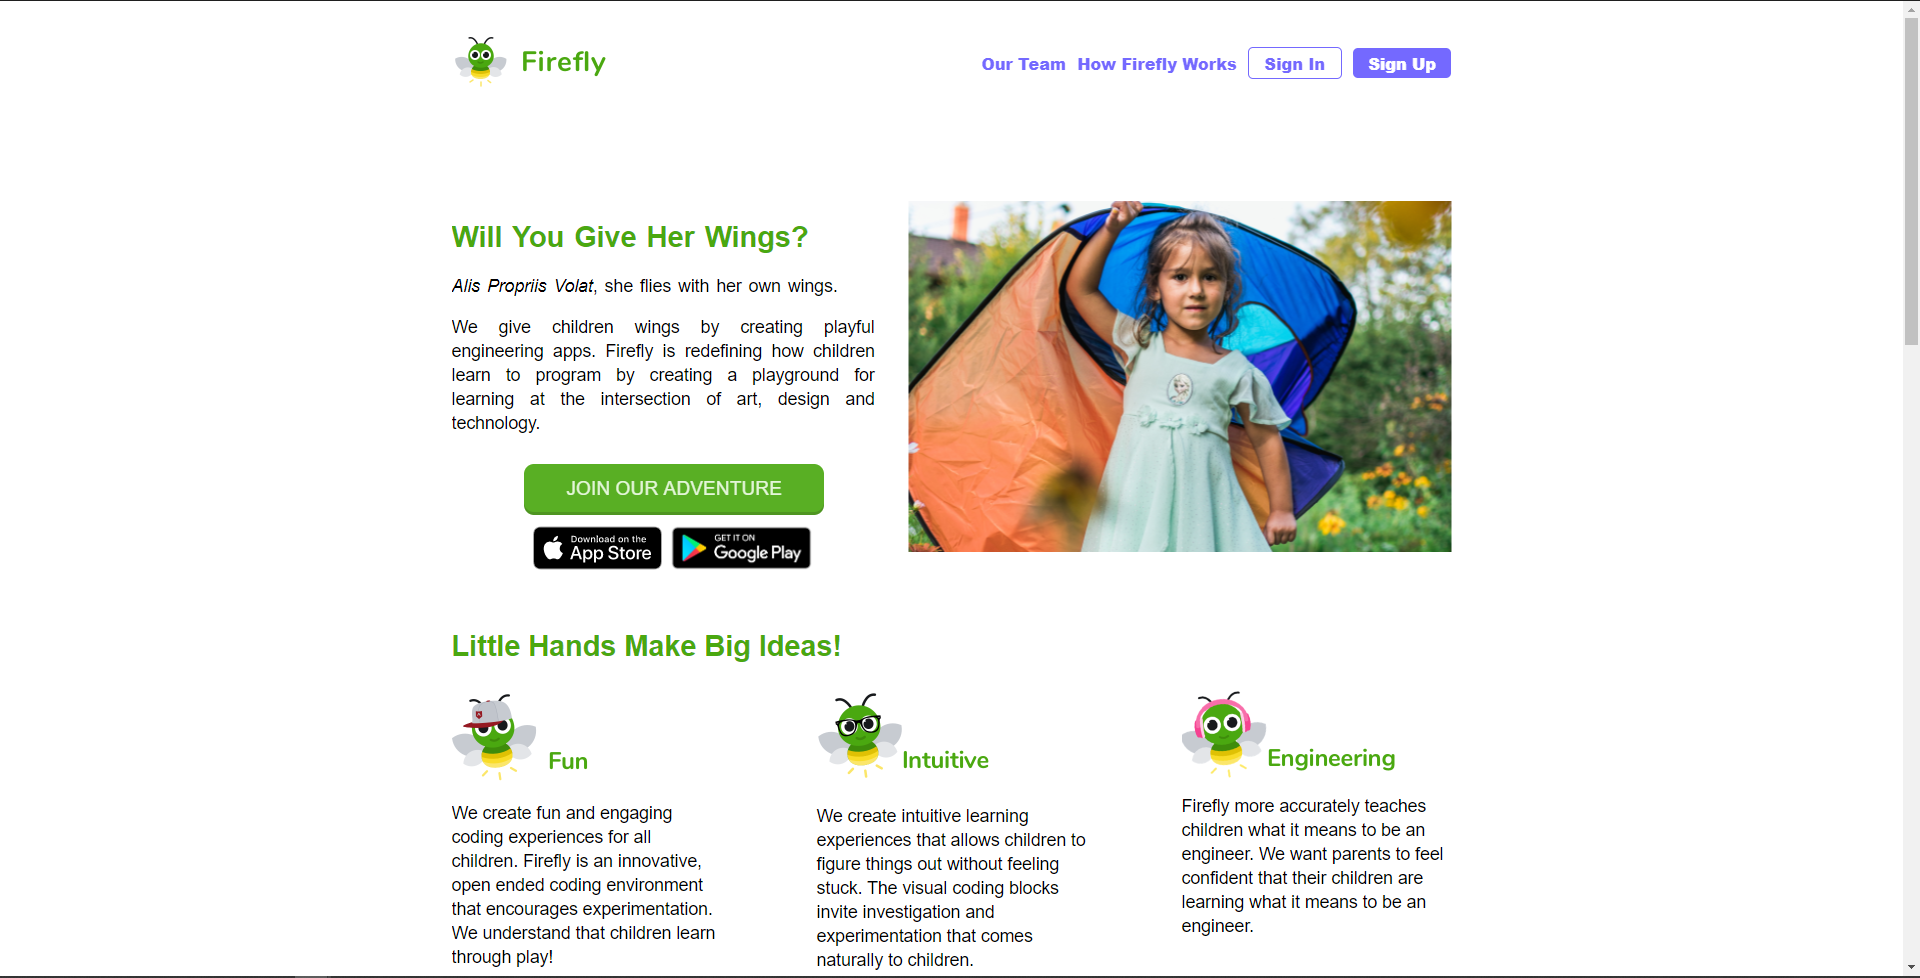 Firefly
Our Team How Firefly Works Sign In Sign Up
Will You Give Her Wings?
Alis Propriis Volat, she flies with her own wings.
We give children wings by creating playful
engineering apps. Firefly is redefining how children
learn to program by creating a playground for
learning at the intersection of art, design and
technology.
JOIN OUR ADVENTURE
Download on the
App Store
GET IT ON
Google Play
Little Hands Make Big Ideas!
Fun
We create fun and engaging
coding experiences for all
children. Firefly is an innovative,
open ended coding environment
that encourages experimentation.
We understand that children learn
through play!
Intuitive
We create intuitive learning
experiences that allows children to
figure things out without feeling
stuck. The visual coding blocks
invite investigation and
experimentation that comes
naturally to children.
Engineering
Firefly more accurately teaches
children what it means to be an
engineer. We want parents to feel
confident that their children are
learning what it means to be an
engineer.